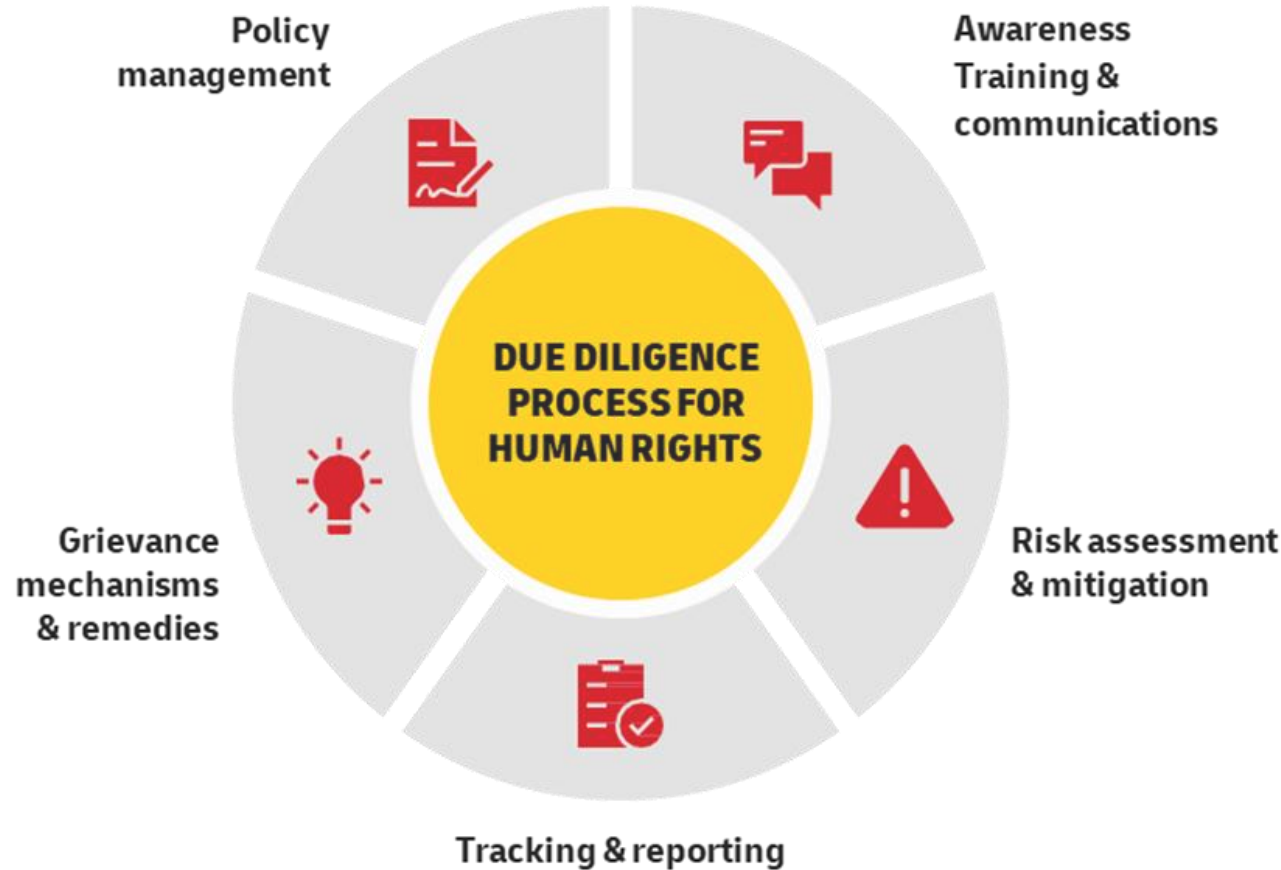 Policy
management
Awareness
Training &
communications
DUE DILIGENCE
PROCESS FOR
HUMAN RIGHTS
Grievance
mechanisms
& remedies
Risk assessment
& mitigation
Tracking & reporting